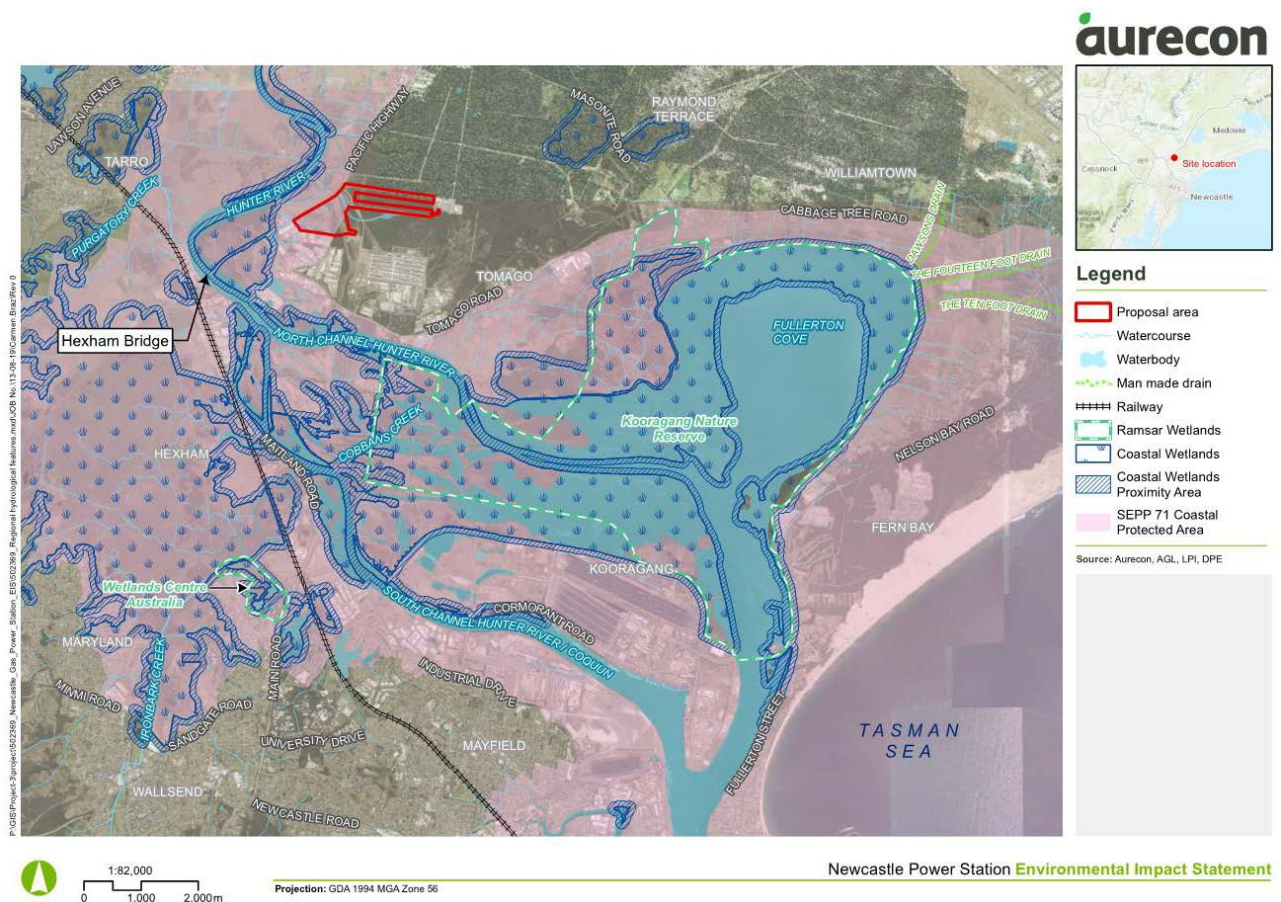 aurecon
LAWSON AVENUE
TARRO
PURGATORY CREEK
HUNTER RIVER
PACIFIC HIGHWAY
MASONITE ROAD
RAYMOND
TERRACE
WILLIAMTOWN
CABBAGE TREE ROAD
DAWSONS DRAIN
THE FOURTEEN FOOT DRAIN
THE TEN FOOT DRAIN
TOMAGO
TOMAGO ROAD
Hexham Bridge
NORTH CHANNEL HUNTER RIVER
FULLERTON
COVE
COBBANS CREEK
Kooragang Nature
Reserve
NELSON BAY ROAD
HEXHAM
MAITLAND ROAD
FERN BAY
KOORAGANG
Wetlands Centre
Australia
CORMORANT ROAD
SOUTH CHANNEL HUNTER RIVER / COQUUN
MARYLAND
MINMI ROAD
IRONBARK CREEK
MAIN ROAD
SANDGATE ROAD
INDUSTRIAL DRIVE
UNIVERSITY DRIVE
MAYFIELD
WALLSEND
NEWCASTLE ROAD
FULLERTON STREET
TASMAN
SEA
Medowie
Cessnock
Site location
Newcastle
Legend
Proposal area
Watercourse
Waterbody
Man made drain
Railway
Ramsar Wetlands
Coastal Wetlands
Coastal Wetlands
Proximity Area
SEPP 71 Coastal
Protected Area
Source: Aurecon, AGL, LPI, DPE
1:82,000
0 1,000 2,000m
Projection: GDA 1994 MGA Zone 56
Newcastle Power Station Environmental Impact Statement